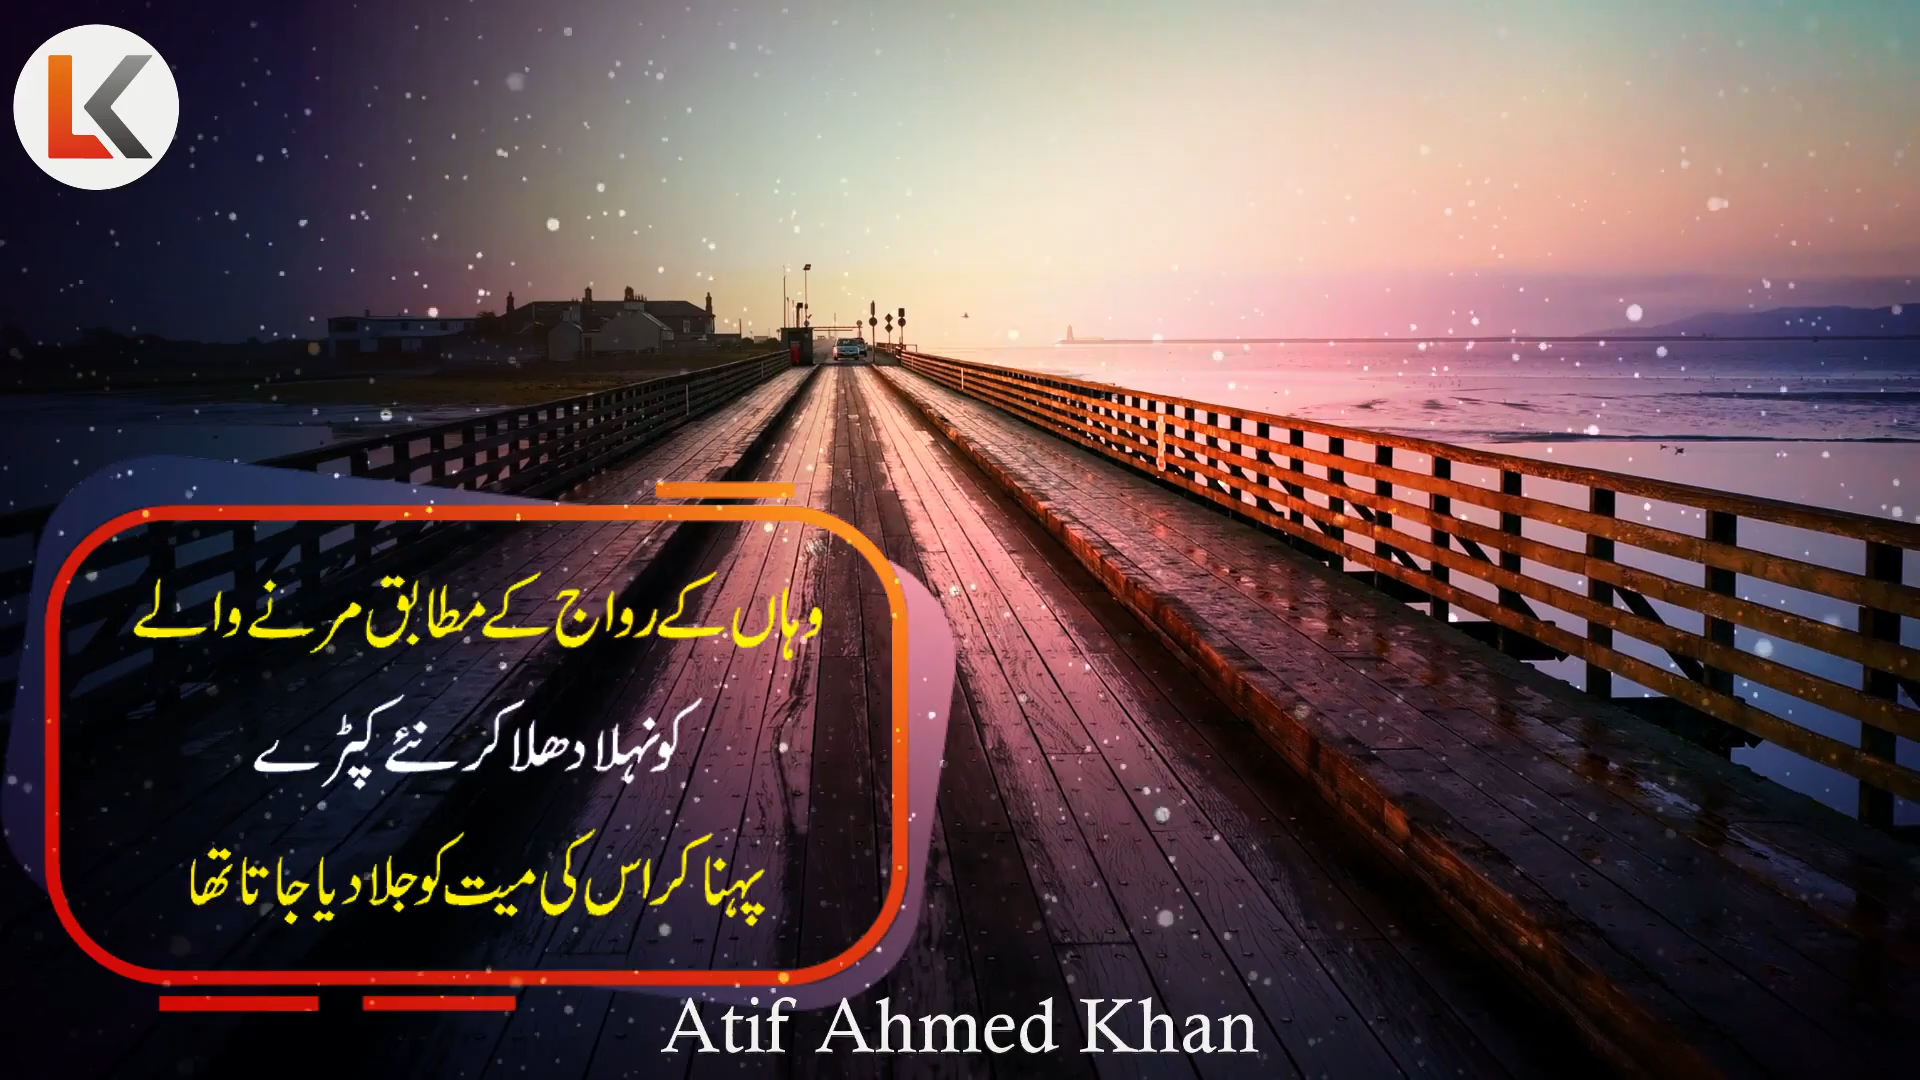 LK
وہاں کے رواج کے مطابق مرنے والے
کو نہلا دھلا کر نئے کپڑے
پہنا کر اس کی میت کو جلا دیا جاتا تھا
Atif Ahmed Khan